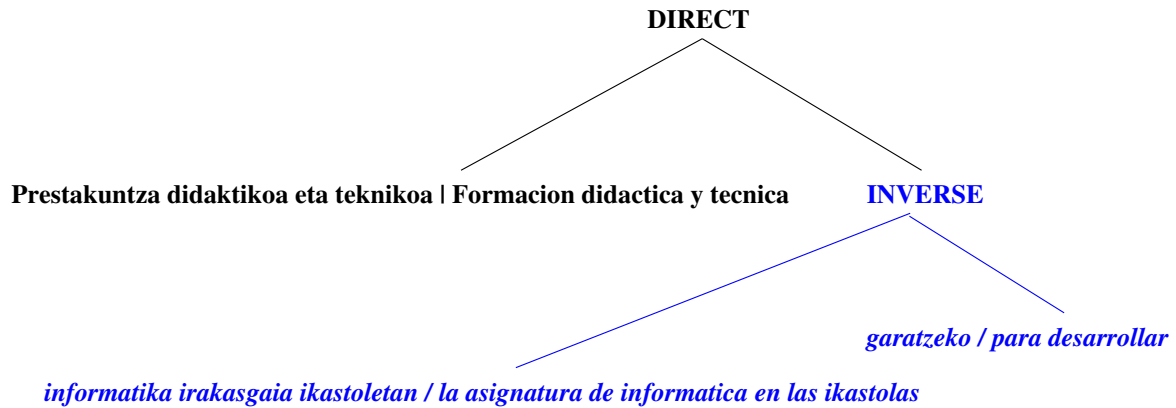 DIRECT
Prestakuntza didaktikoa eta teknikoa | Formacion didactica y tecnica
INVERSE
garatzeko / para desarrollar
informatika irakasgaia ikastoletan / la asignatura de informatica en las ikastolas